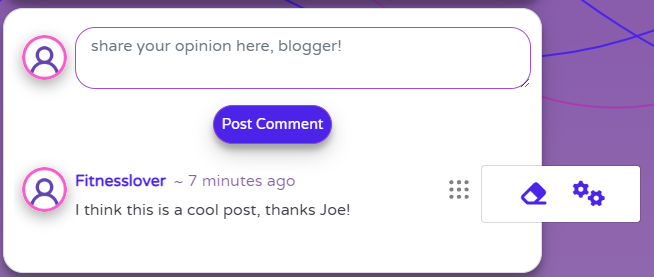 share your opinion here, blogger!
Post Comment
Fitnesslover ~ 7 minutes ago
I think this is a cool post, thanks Joe!